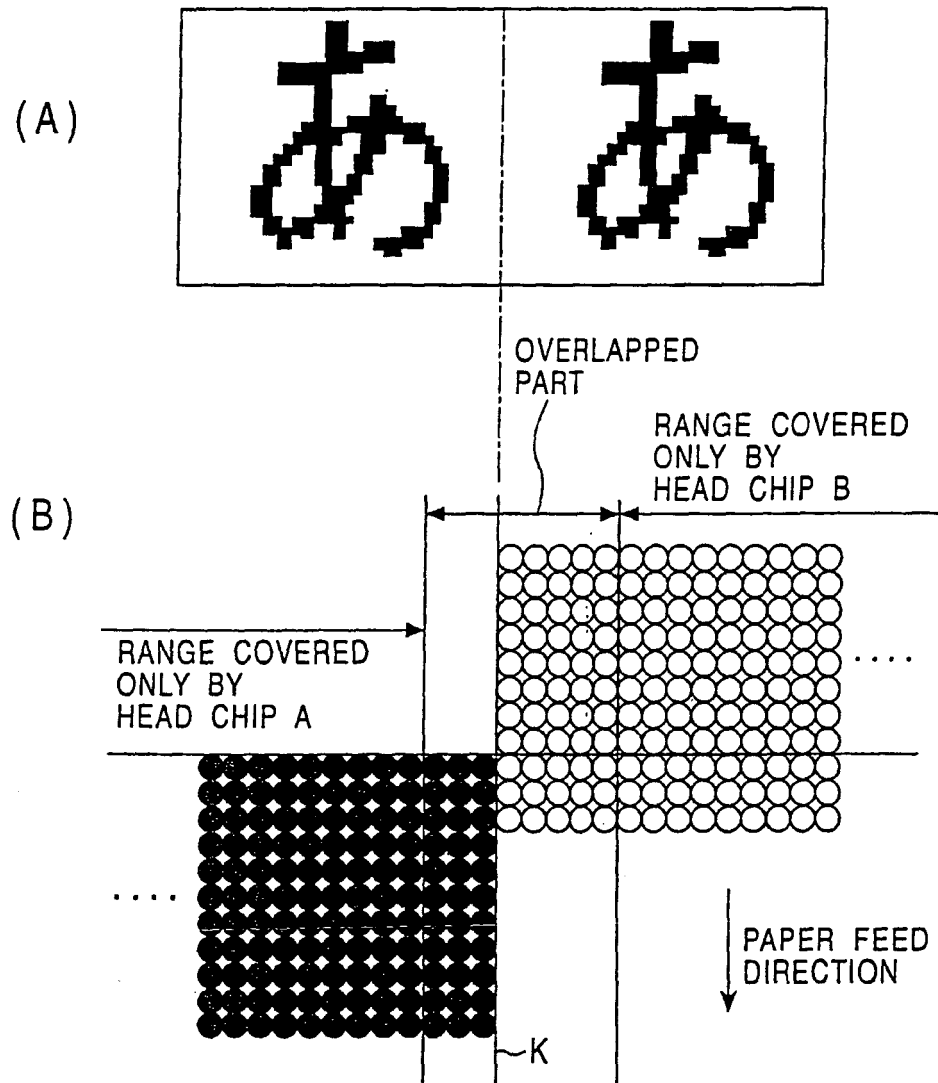 (A)
あ あ
OVERLAPPED
PART
RANGE COVERED
ONLY BY
HEAD CHIP B
(B)
RANGE COVERED
ONLY BY
HEAD CHIP A
....
....
PAPER FEED
DIRECTION
K